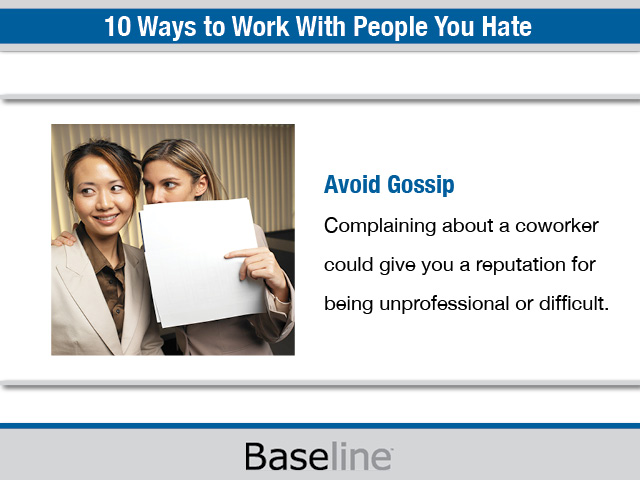 10 Ways to Work With People You Hate
Avoid Gossip
Complaining about a coworker
could give you a reputation for
being unprofessional or difficult.
Baseline